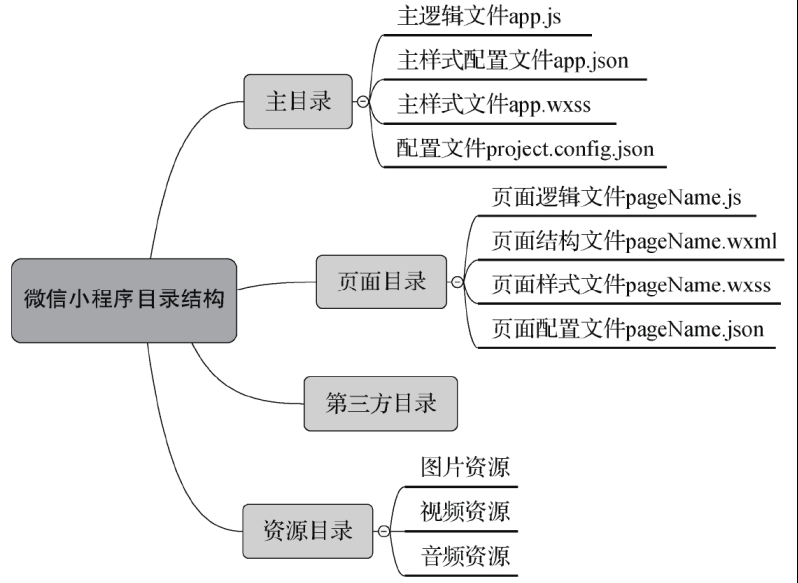 主逻辑文件app.js
主样式配置文件app.json
主目录
主样式文件app.wxss
配置文件project.config.json
页面逻辑文件pageName.js
页面结构文件pageName.wxml
页面目录
微信小程序目录结构
页面样式文件pageName.wxss
页面配置文件pageName.json
第三方目录
图片资源
视频资源
资源目录
音频资源